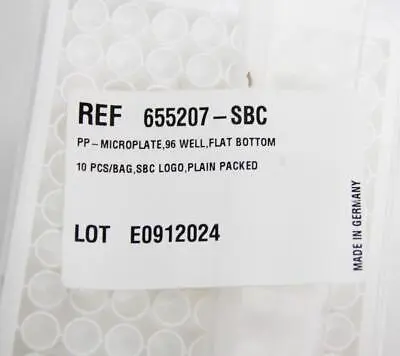 REF 655207-SBC
PP-MICROPLATE,96 WELL,FLAT BOTTOM
10 PCS/BAG,SBC LOGO,PLAIN PACKED
LOT E0912024
MADE IN GERMANY